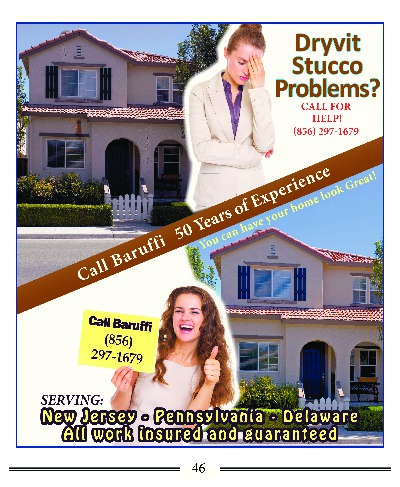 Dryvit
Stucco
Problems?
CALL FOR
HELP!
(856) 297-1679
Call Baruffi 50 Years of Experience
You can have your home look Great!
Call Baruffi
(856)
297-1679
SERVING:
New Jersey - Pennsylvania - Delaware
All work insured and guaranteed
46